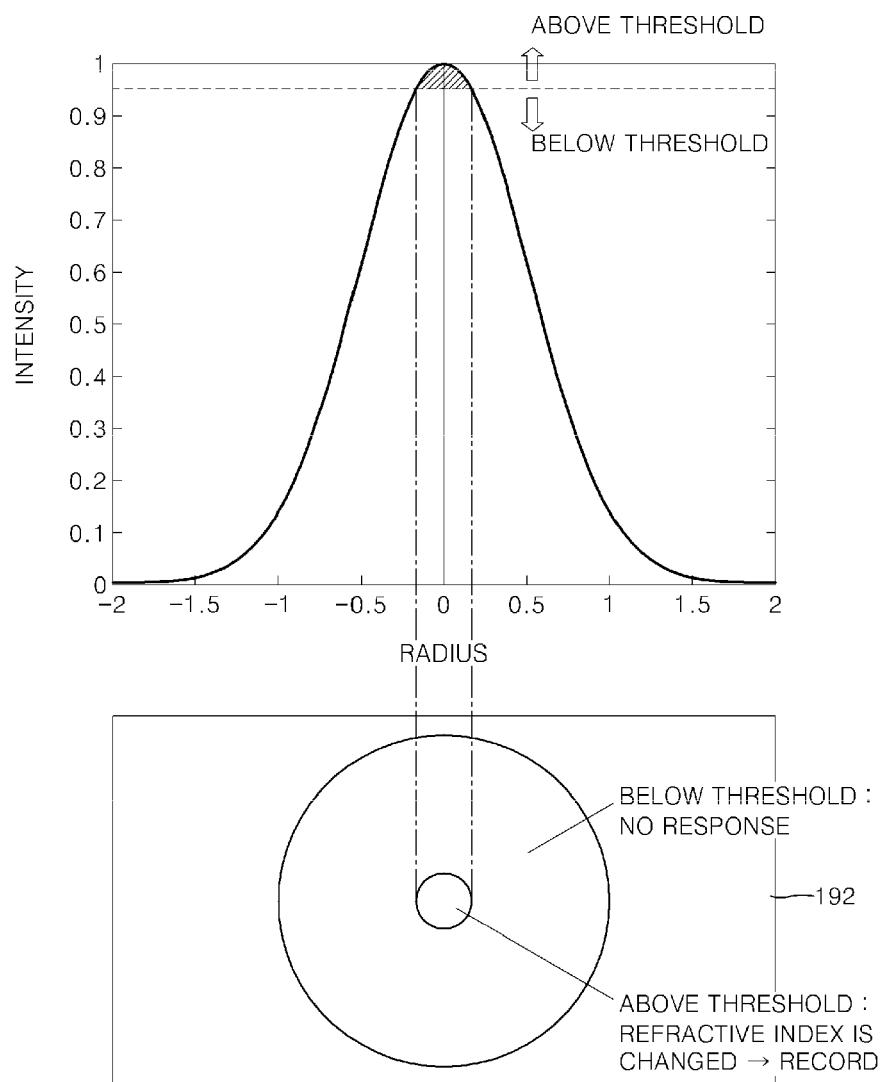 ABOVE THRESHOLD
BELOW THRESHOLD
1
0.9
0.8
0.7
0.6
0.5
0.4
0.3
0.2
0.1
0
INTENSITY
-2 -1.5 -1 -0.5 0 0.5 1 1.5 2
RADIUS
BELOW THRESHOLD :
NO RESPONSE
192
ABOVE THRESHOLD :
REFRACTIVE INDEX IS
CHANGED → RECORD